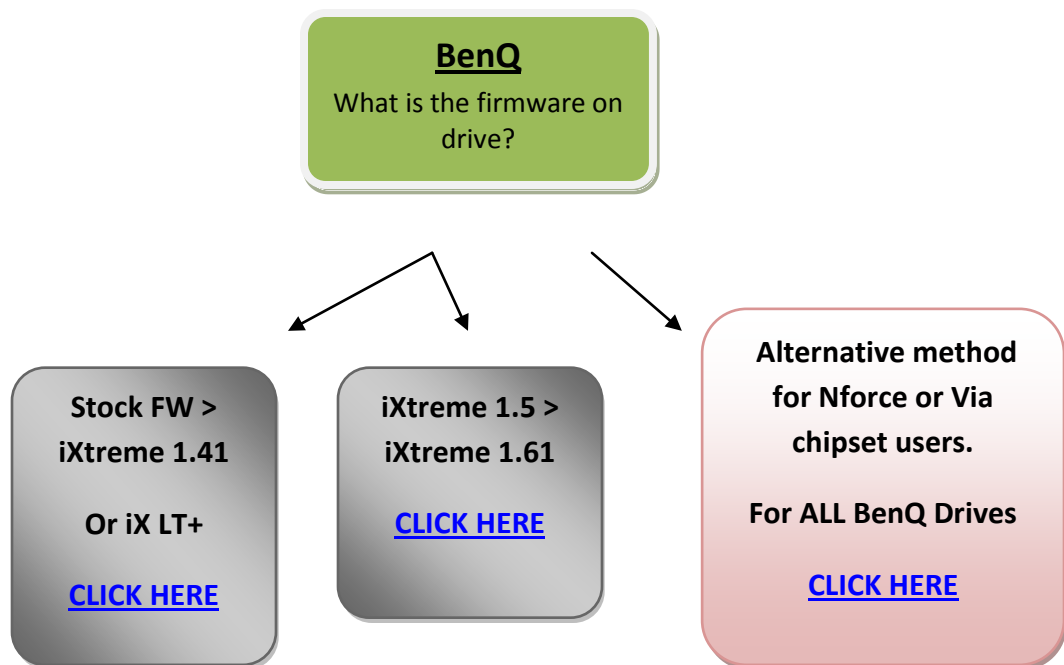 BenQ
What is the firmware on
drive?
Stock FW >
iXtreme 1.41
Or iX LT+
CLICK HERE
iXtreme 1.5 >
iXtreme 1.61
CLICK HERE
Alternative method
for Nforce or Via
chipset users.
For ALL BenQ Drives
CLICK HERE